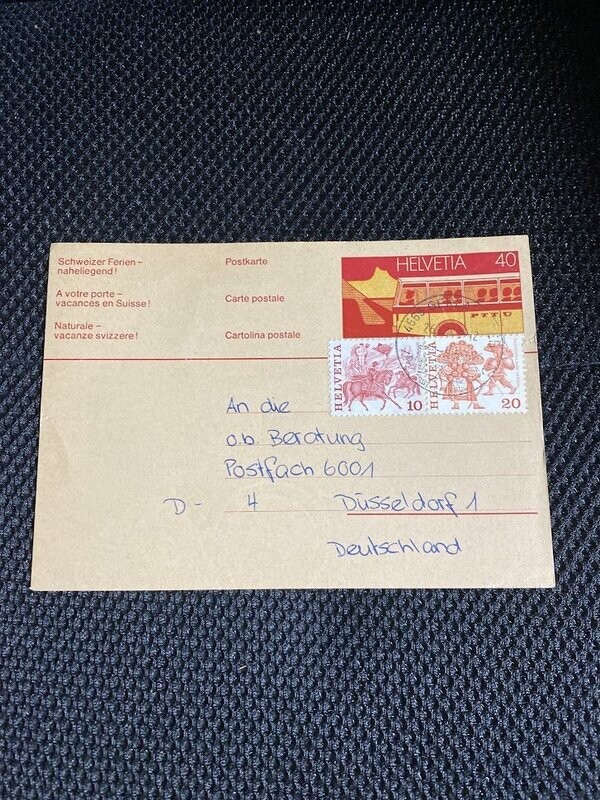 Schweizer Ferien –
naheliegend!
Postkarte
A votre porte –
vacances en Suisse!
Carte postale
Naturale –
vacanze svizzere!
Cartolina postale
HELVETIA 40
PTT
HELVETIA 10
HELVETIA 20
An die
o.b. Beratung
Postfach 6001
D- 4 Düsseldorf 1
Deutschland